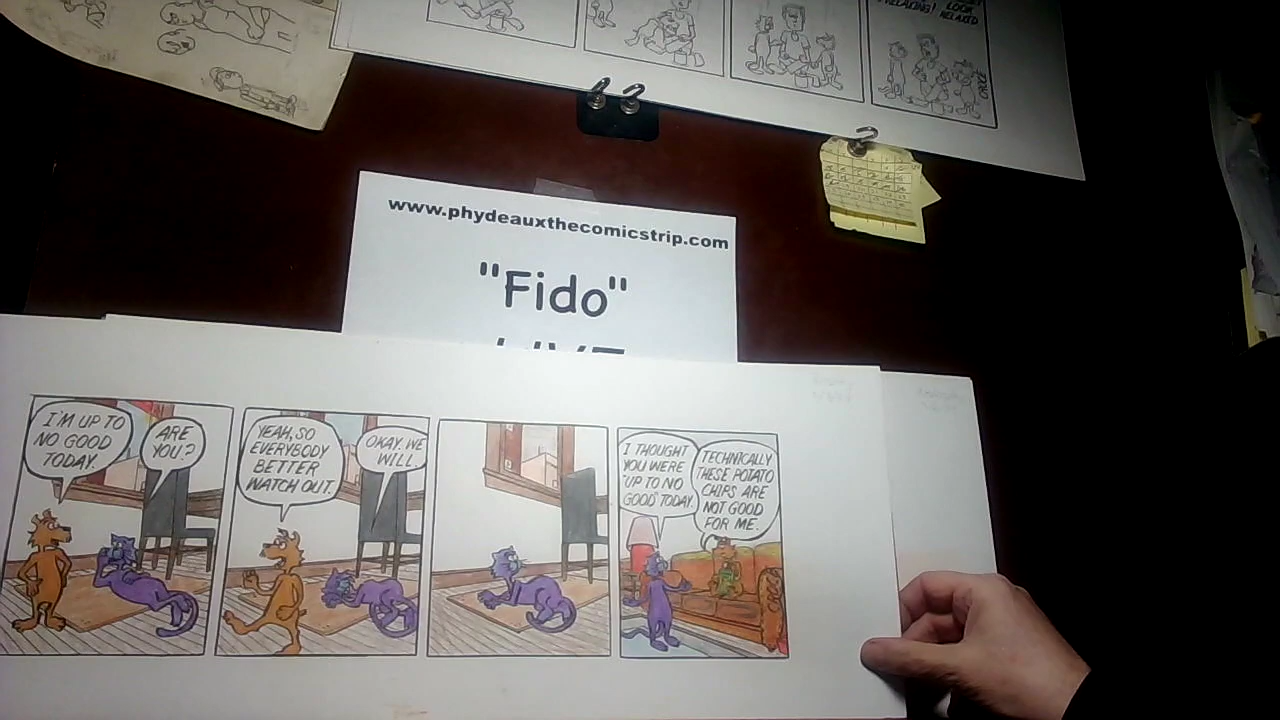 LOOK
RELAXING! RELAXED
www.phydeauxthecomicstrip.com
"Fido"
LIVE
I'M UP TO
NO GOOD
TODAY.
ARE
YOU?
YEAH, SO
EVERYBODY
BETTER
WATCH OUT.
OKAY. WE
WILL.
I THOUGHT
YOU WERE
"UP TO NO
GOOD" TODAY.
TECHNICALLY
THESE POTATO
CHIPS ARE
NOT GOOD
FOR ME.